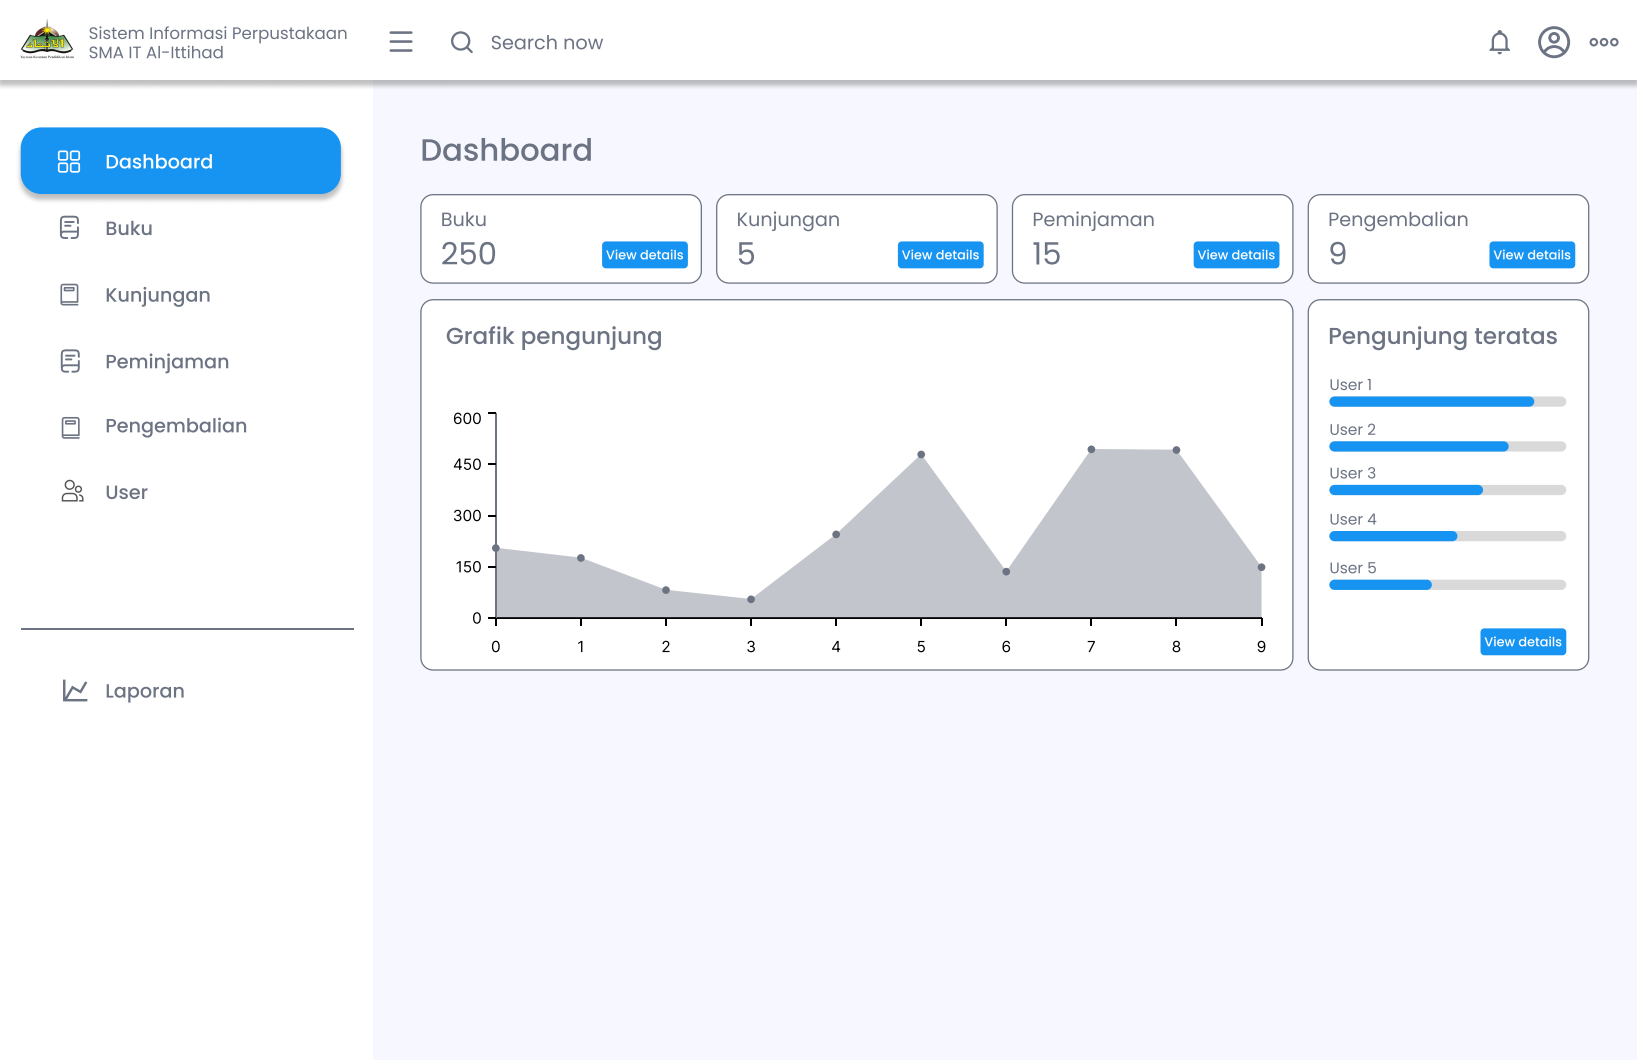 Sistem Informasi Perpustakaan
SMA IT Al-Ittihad
Search now
Dashboard
Buku
Kunjungan
Peminjaman
Pengembalian
User
Laporan
Dashboard
Buku
250
View details
Kunjungan
5
View details
Peminjaman
15
View details
Pengembalian
9
View details
Grafik pengunjung
600
450
300
150
0
0 1 2 3 4 5 6 7 8 9
Pengunjung teratas
User 1
User 2
User 3
User 4
User 5
View details